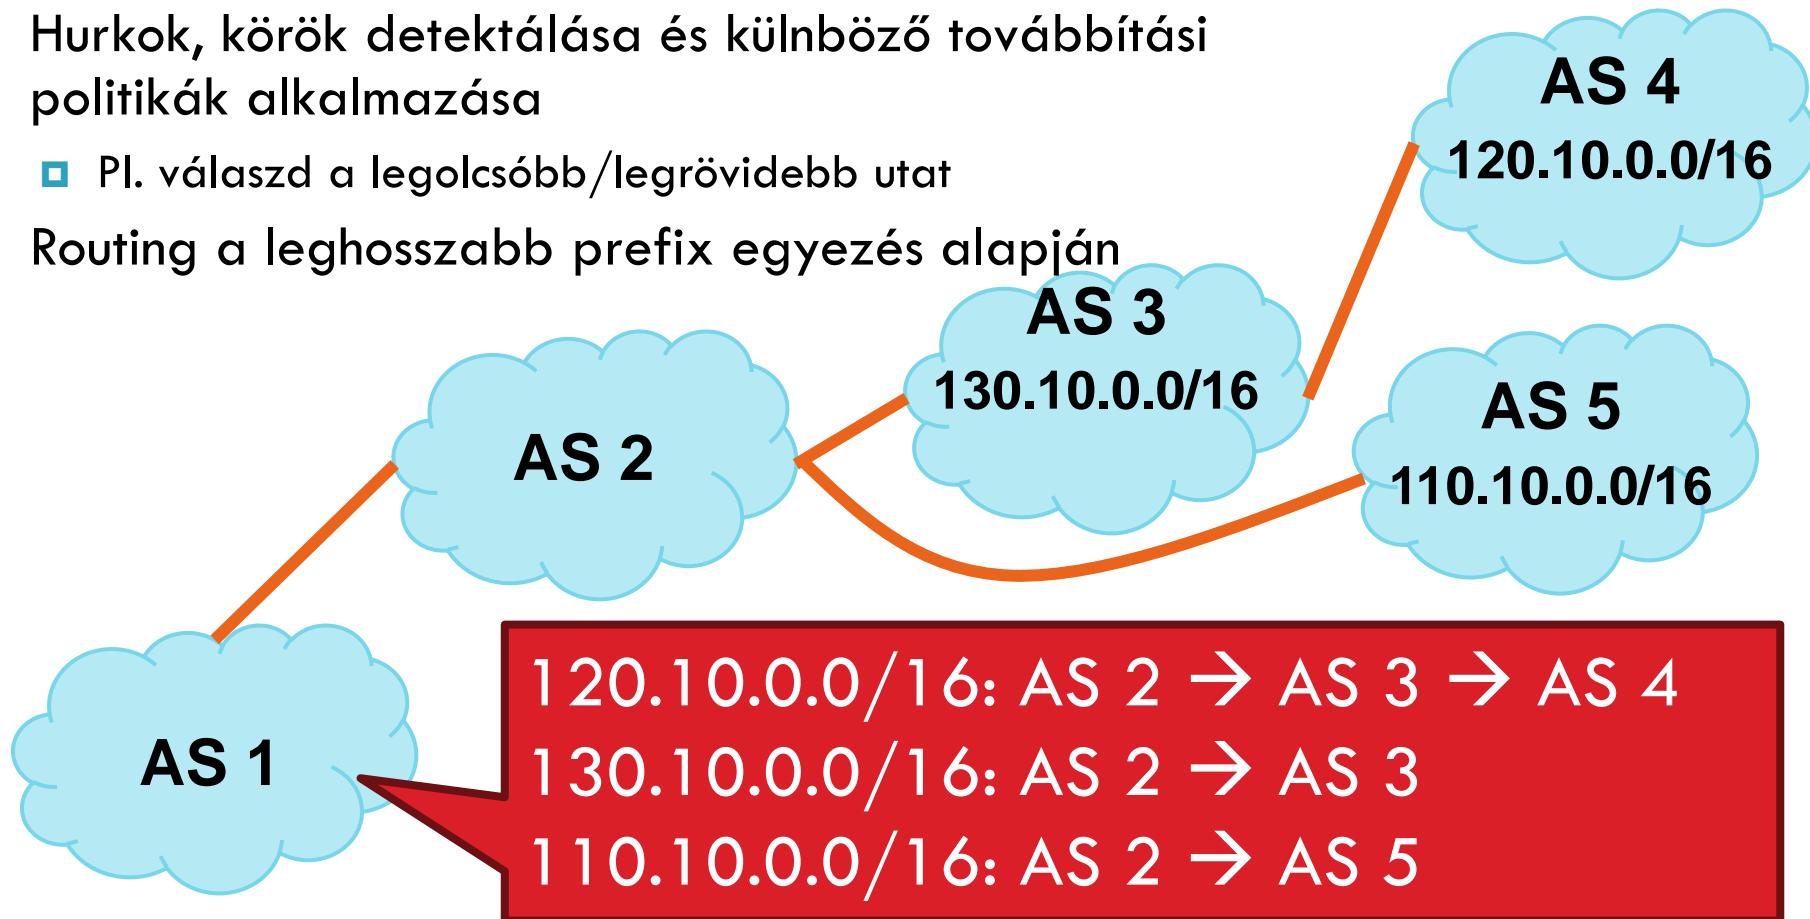 Hurkok, körök detektálása és külnböző továbbítási
politikák alkalmazása
Pl. válaszd a legolcsóbb/legrövidebb utat
Routing a leghosszabb prefix egyezés alapján
AS 4
120.10.0.0/16
AS 3
130.10.0.0/16
AS 5
110.10.0.0/16
AS 2
AS 1
120.10.0.0/16: AS 2 → AS 3 → AS 4
130.10.0.0/16: AS 2 → AS 3
110.10.0.0/16: AS 2 → AS 5